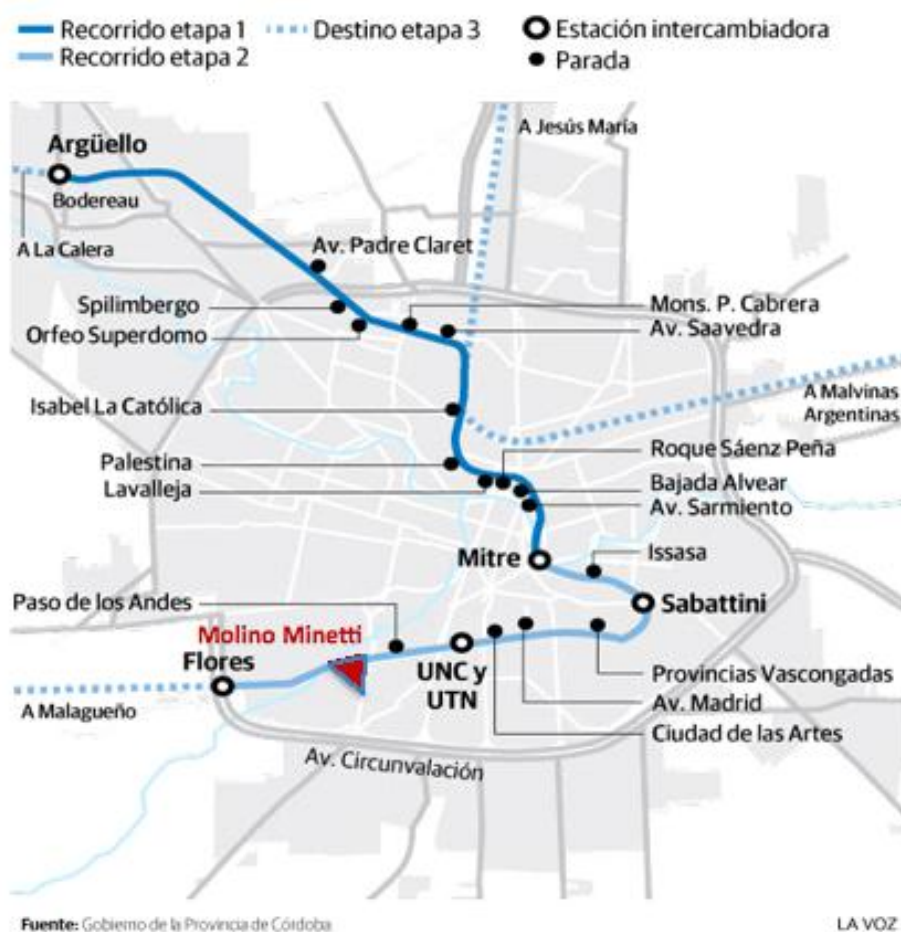 Recorrido etapa 1
Destino etapa 3
Estación intercambiadora
Recorrido etapa 2
Parada
A Jesús María
Argüello
Bodereau
A La Calera
Av. Padre Claret
Spilimbergo
Mons. P. Cabrera
Orfeo Superdomo
Av. Saavedra
A Malvinas
Argentinas
Isabel La Católica
Roque Sáenz Peña
Palestina
Bajada Alvear
Lavalleja
Av. Sarmiento
Mitre
Issasa
Paso de los Andes
Sabattini
Molino Minetti
Flores
UNC y
UTN
Provincias Vascongadas
A Malagueño
Av. Madrid
Ciudad de las Artes
Av. Circunvalación
Fuente: Gobierno de la Provincia de Córdoba
LA VOZ